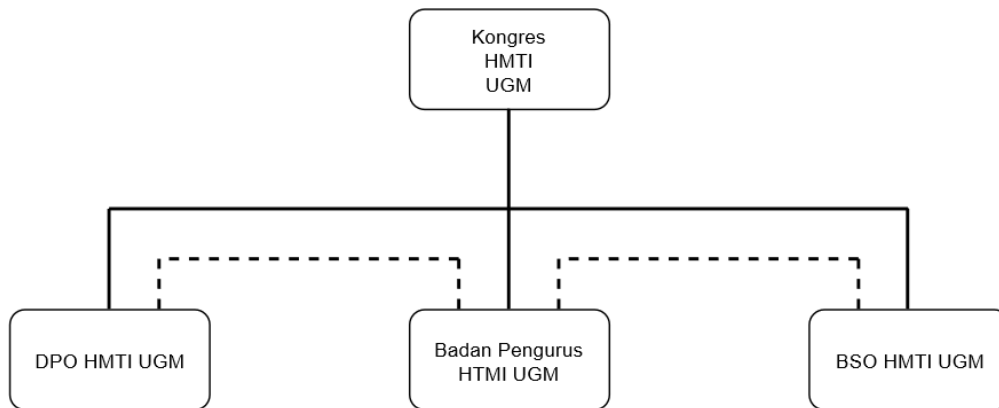 Kongres
HMTI
UGM
DPO HMTI UGM
Badan Pengurus
HTMI UGM
BSO HMTI UGM